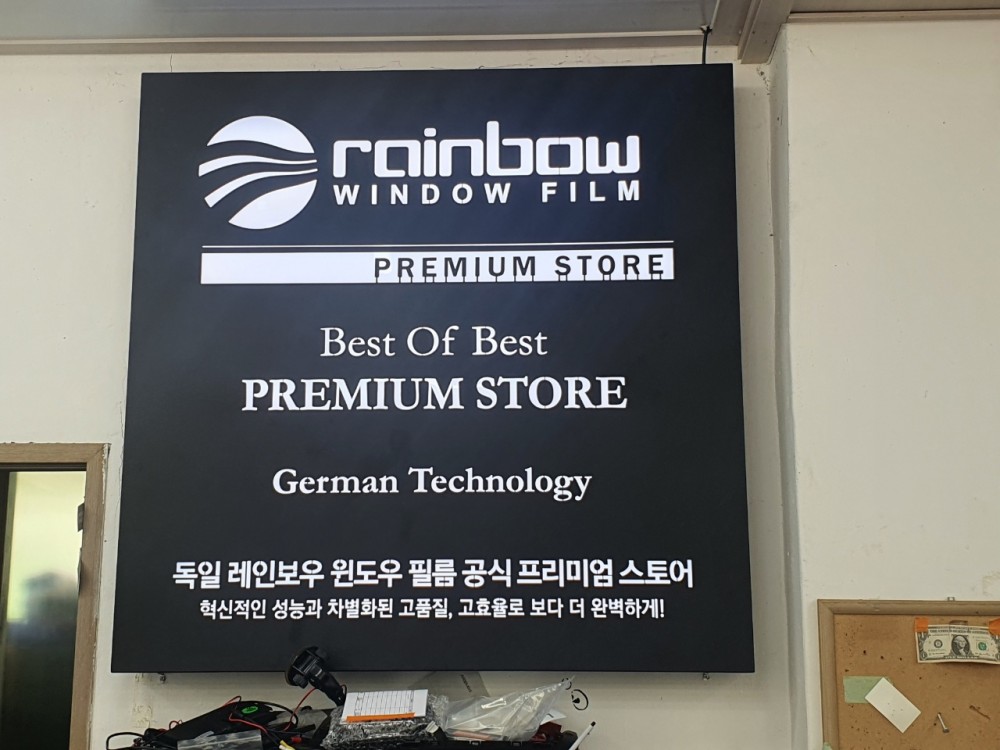 rainbow
WINDOW FILM
PREMIUM STORE
Best Of Best
PREMIUM STORE
German Technology
독일 레인보우 윈도우 필름 공식 프리미엄 스토어
혁신적인 성능과 차별화된 고품질, 고효율로 보다 더 완벽하게!